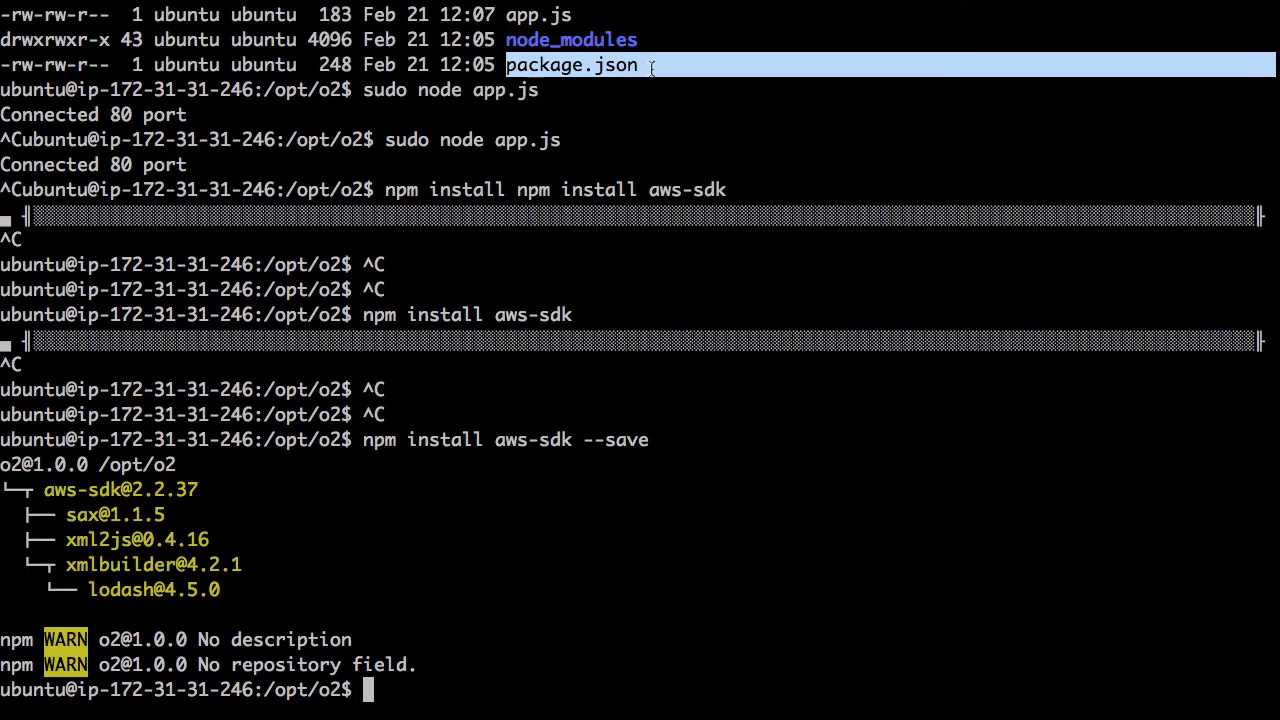 -rw-rw-r--  1 ubuntu ubuntu  183 Feb 21 12:07 app.js
drwxrwxr-x 43 ubuntu ubuntu 4096 Feb 21 12:05 node_modules
-rw-rw-r--  1 ubuntu ubuntu  248 Feb 21 12:05 package.json
ubuntu@ip-172-31-31-246:/opt/o2$ sudo node app.js
Connected 80 port
^Cubuntu@ip-172-31-31-246:/opt/o2$ sudo node app.js
Connected 80 port
^Cubuntu@ip-172-31-31-246:/opt/o2$ npm install npm install aws-sdk
▄ ╢░░░░░░░░░░░░░░░░░░░░░░░░░░░░░░░░░░░░░░░░░░░░░░░░░░░░░░░░░░░░░░░░░░░░░░░░░░░░░░░░░░░░░░░░░░░░░░░░░░░░░░░░░░░░░░░╟
^C
ubuntu@ip-172-31-31-246:/opt/o2$ ^C
ubuntu@ip-172-31-31-246:/opt/o2$ ^C
ubuntu@ip-172-31-31-246:/opt/o2$ npm install aws-sdk
▄ ╢░░░░░░░░░░░░░░░░░░░░░░░░░░░░░░░░░░░░░░░░░░░░░░░░░░░░░░░░░░░░░░░░░░░░░░░░░░░░░░░░░░░░░░░░░░░░░░░░░░░░░░░░░░░░░░░╟
^C
ubuntu@ip-172-31-31-246:/opt/o2$ ^C
ubuntu@ip-172-31-31-246:/opt/o2$ ^C
ubuntu@ip-172-31-31-246:/opt/o2$ npm install aws-sdk --save
o2@1.0.0 /opt/o2
└─┬ aws-sdk@2.2.37
  ├── sax@1.1.5
  ├── xml2js@0.4.16
  └─┬ xmlbuilder@4.2.1
    └── lodash@4.5.0
npm WARN o2@1.0.0 No description
npm WARN o2@1.0.0 No repository field.
ubuntu@ip-172-31-31-246:/opt/o2$